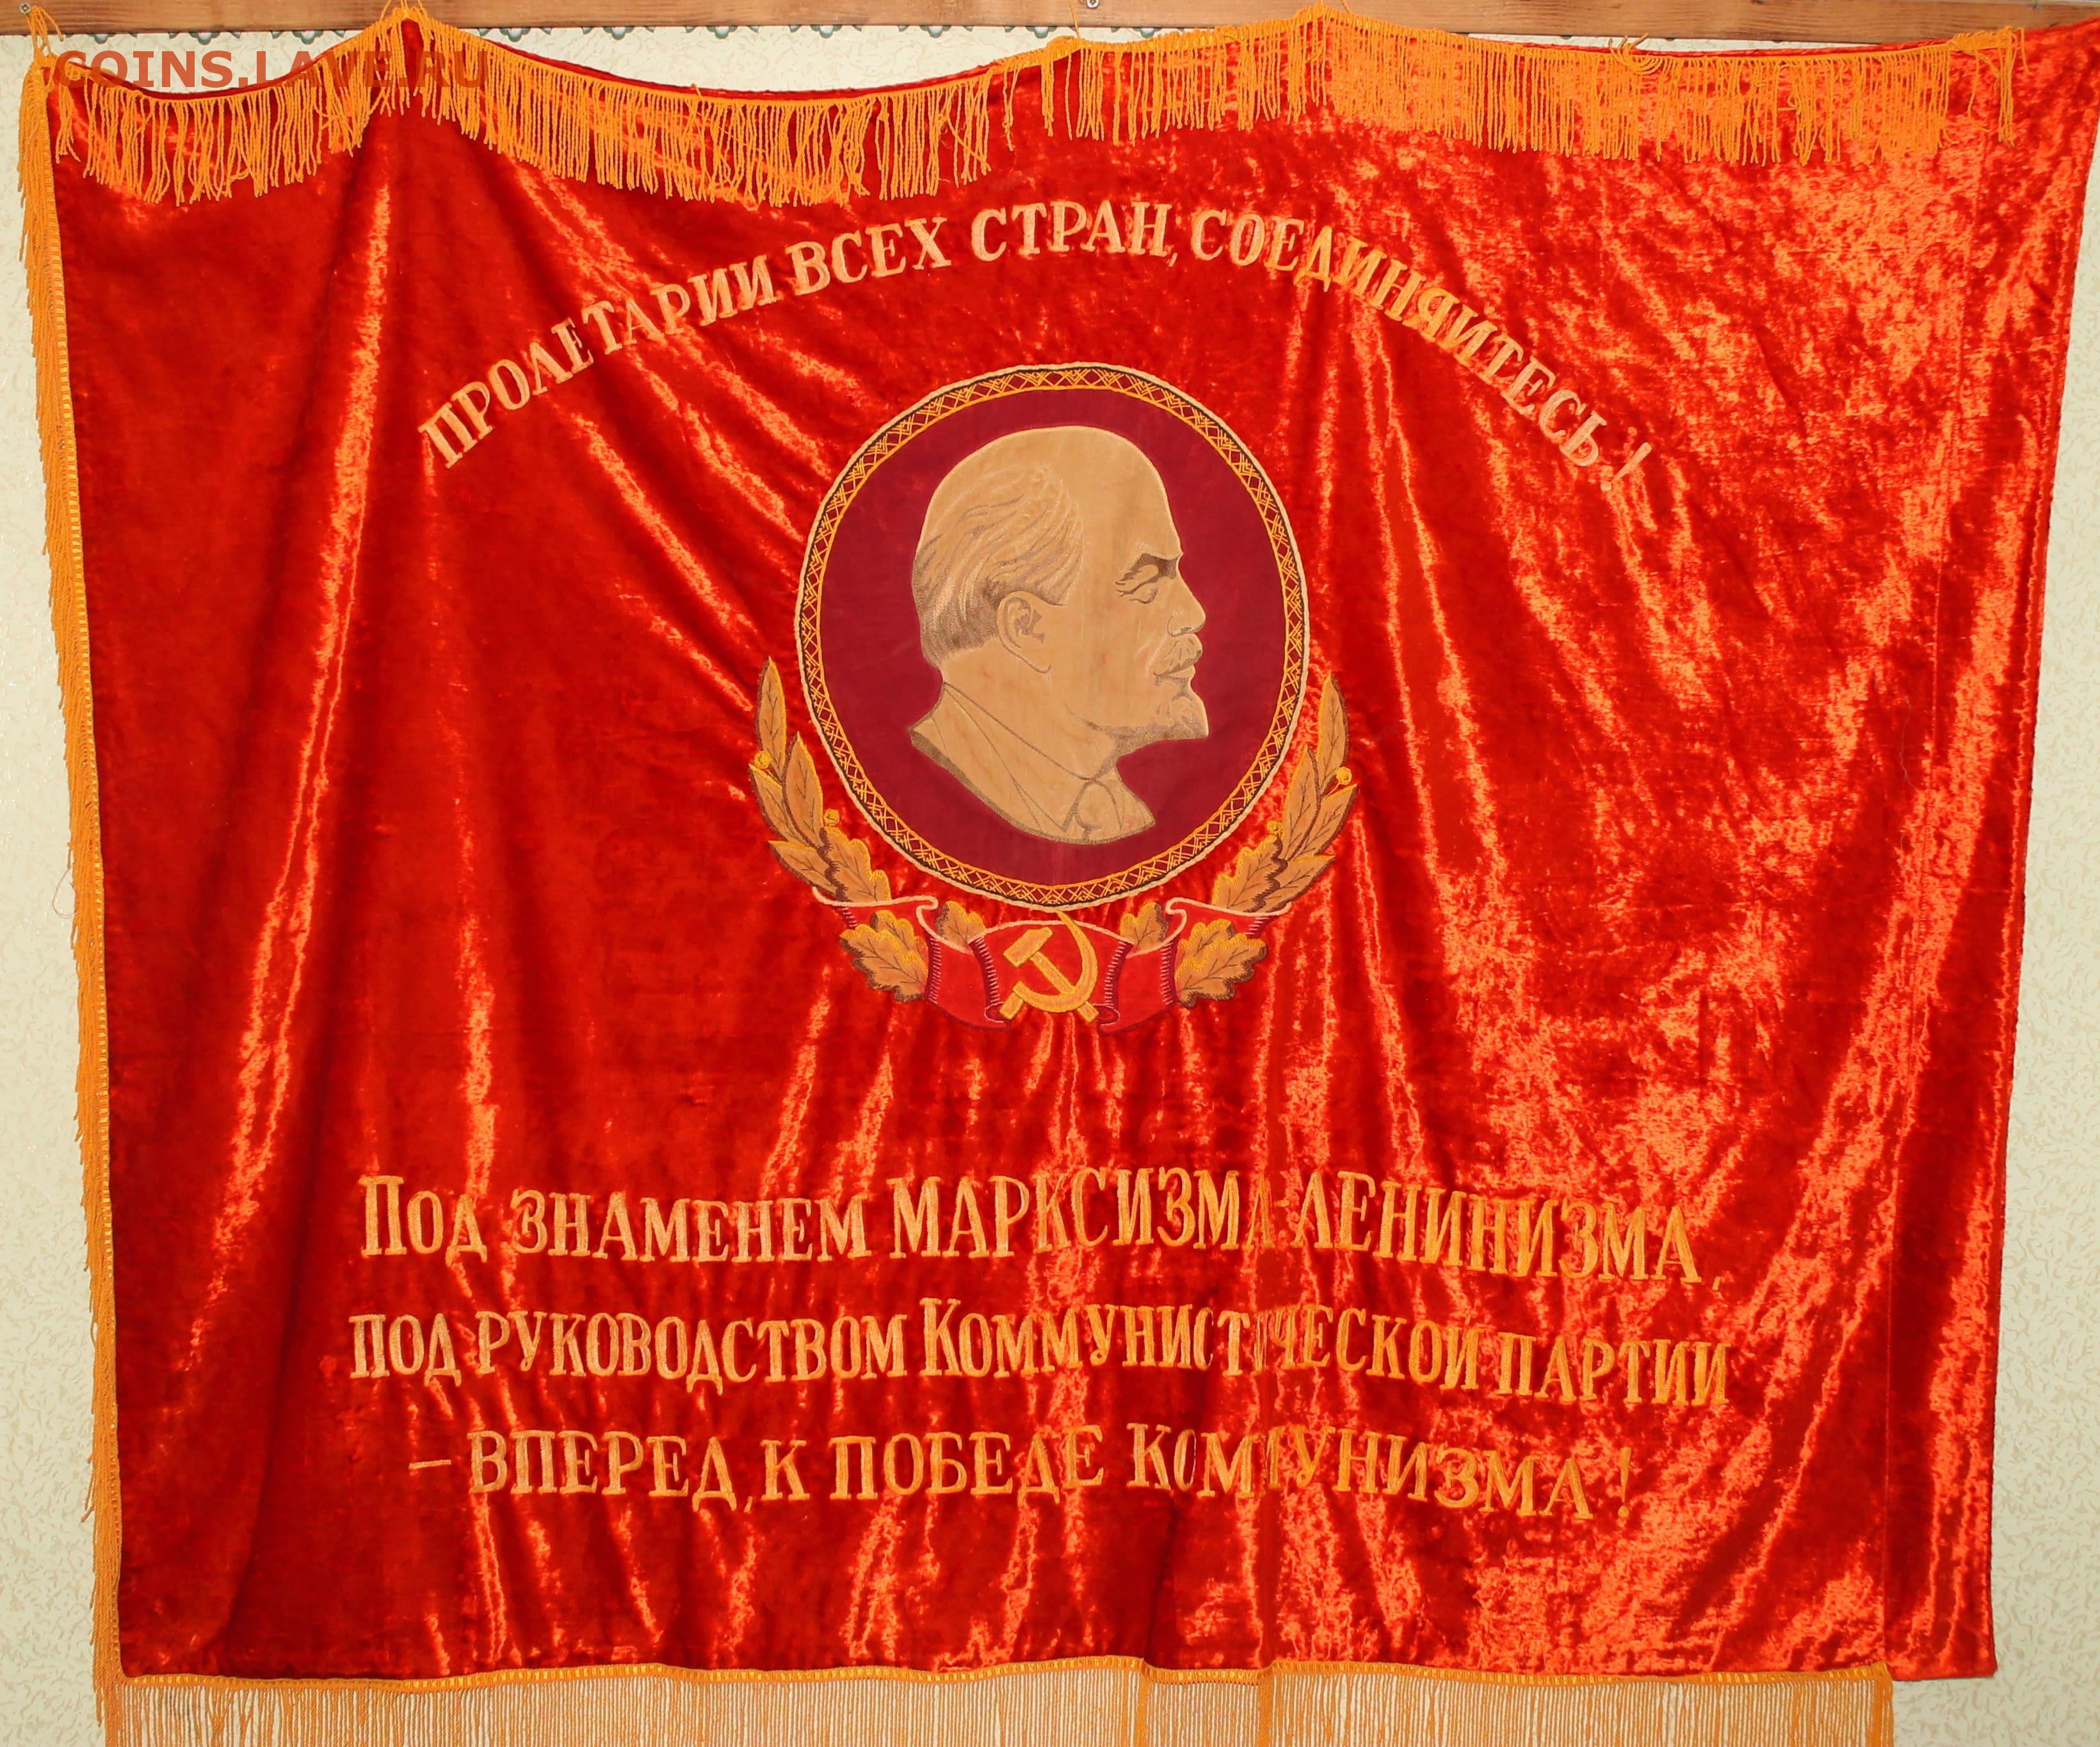 COINS.LAVE.RU
ПРОЛЕТАРИИ ВСЕХ СТРАН, СОЕДИНЯЙТЕСЬ!
Под знаменем МАРКСИЗМА-ЛЕНИНИЗМА,
под руководством Коммунистической партии
— вперед, к победе Коммунизма!